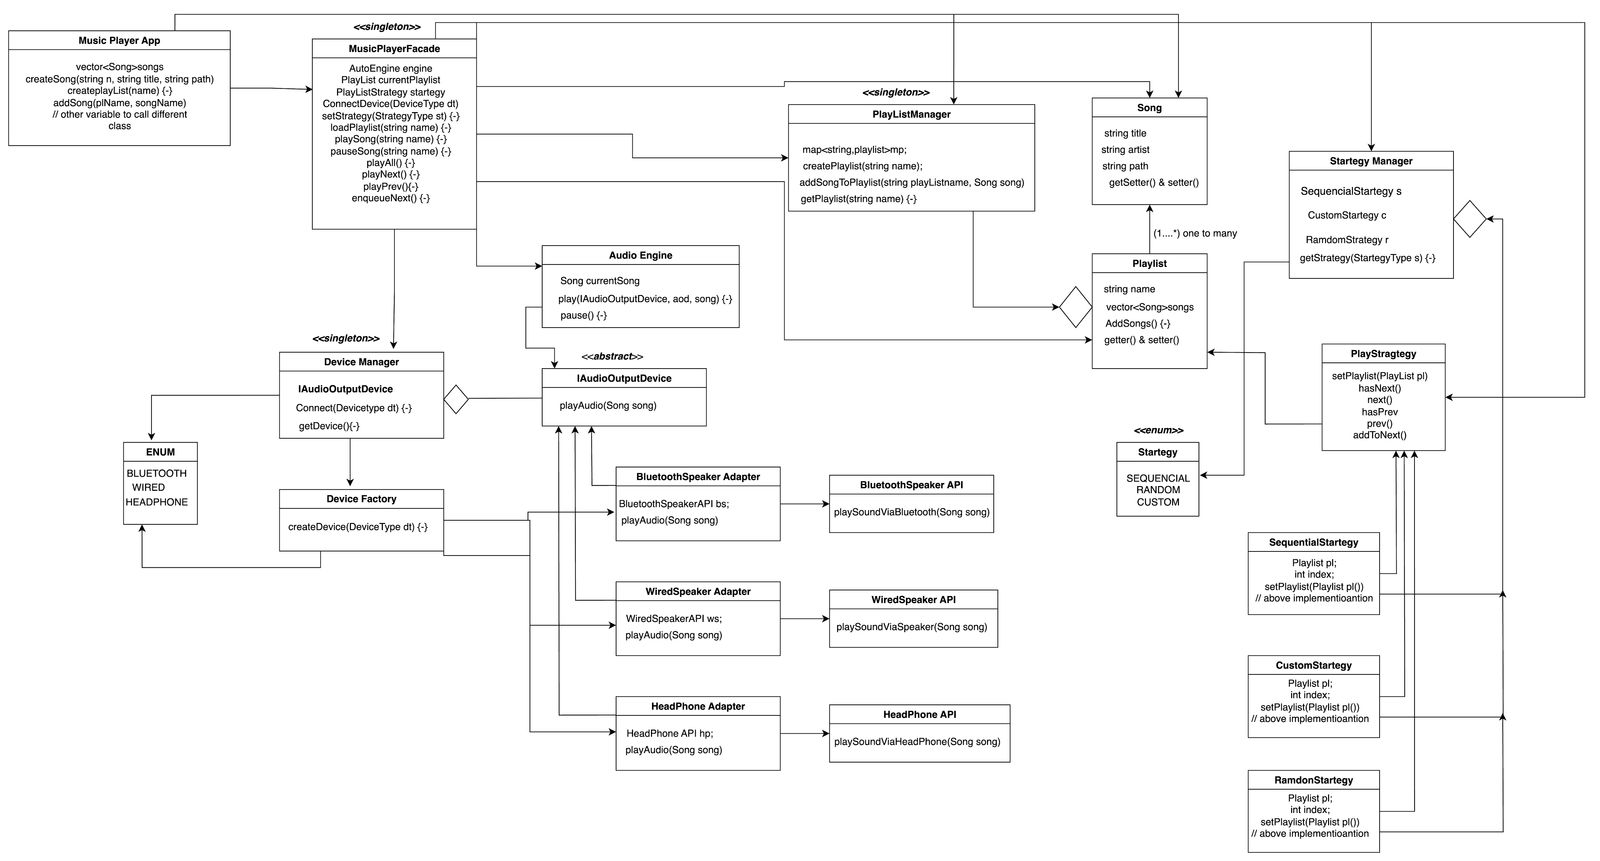 Music Player App
vector<Song>songs
createSong(string n, string title, string path)
createplayList(name) {-}
addSong(plName, songName)
// other variable to call different
class
<<singleton>>
MusicPlayerFacade
AutoEngine engine
PlayList currentPlaylist
PlayListStrategy startegy
ConnectDevice(DeviceType dt)
setStrategy(StrategyType st) {-}
loadPlaylist(string name) {-}
playSong(string name) {-}
pauseSong(string name) {-}
playAll() {-}
playNext() {-}
playPrev(){-}
enqueueNext() {-}
<<singleton>>
PlayListManager
map<string,playlist>mp;
createPlaylist(string name);
addSongToPlaylist(string playListname, Song song)
getPlaylist(string name) {-}
Song
string title
string artist
string path
getSetter() & setter()
(1....*) one to many
Startegy Manager
SequencialStartegy s
CustomStartegy c
RamdomStrategy r
getStrategy(StartegyType s) {-}
Audio Engine
Song currentSong
play(IAudioOutputDevice, aod, song) {-}
pause() {-}
Playlist
string name
vector<Song>songs
AddSongs() {-}
getter() & setter()
<<singleton>>
Device Manager
IAudioOutputDevice
Connect(Devicetype dt) {-}
getDevice(){-}
<<abstract>>
IAudioOutputDevice
playAudio(Song song)
PlayStragtegy
setPlaylist(PlayList pl)
hasNext()
next()
hasPrev
prev()
addToNext()
ENUM
BLUETOOTH
WIRED
HEADPHONE
<<enum>>
Startegy
SEQUENCIAL
RANDOM
CUSTOM
Device Factory
createDevice(DeviceType dt) {-}
BluetoothSpeaker Adapter
BluetoothSpeakerAPI bs;
playAudio(Song song)
BluetoothSpeaker API
playSoundViaBluetooth(Song song)
SequentialStartegy
Playlist pl;
int index;
setPlaylist(Playlist pl())
// above implementioantion
WiredSpeaker Adapter
WiredSpeakerAPI ws;
playAudio(Song song)
WiredSpeaker API
playSoundViaSpeaker(Song song)
CustomStartegy
Playlist pl;
int index;
setPlaylist(Playlist pl())
// above implementioantion
HeadPhone Adapter
HeadPhone API hp;
playAudio(Song song)
HeadPhone API
playSoundViaHeadPhone(Song song)
RamdonStartegy
Playlist pl;
int index;
setPlaylist(Playlist pl())
// above implementioantion